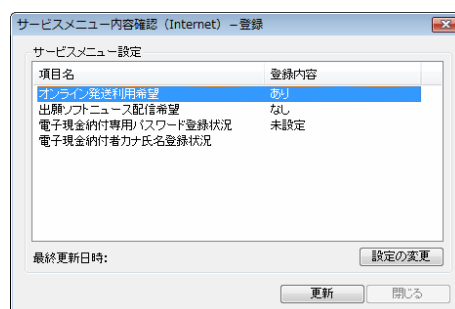 サービスメニュー内容確認（Internet）－登録
サービスメニュー設定
項目名 登録内容
オンライン発送利用希望 あり
出願ソフトニュース配信希望 なし
電子現金納付専用パスワード登録状況 未設定
電子現金納付者カナ氏名登録状況
最終更新日時: 設定の変更
更新 閉じる